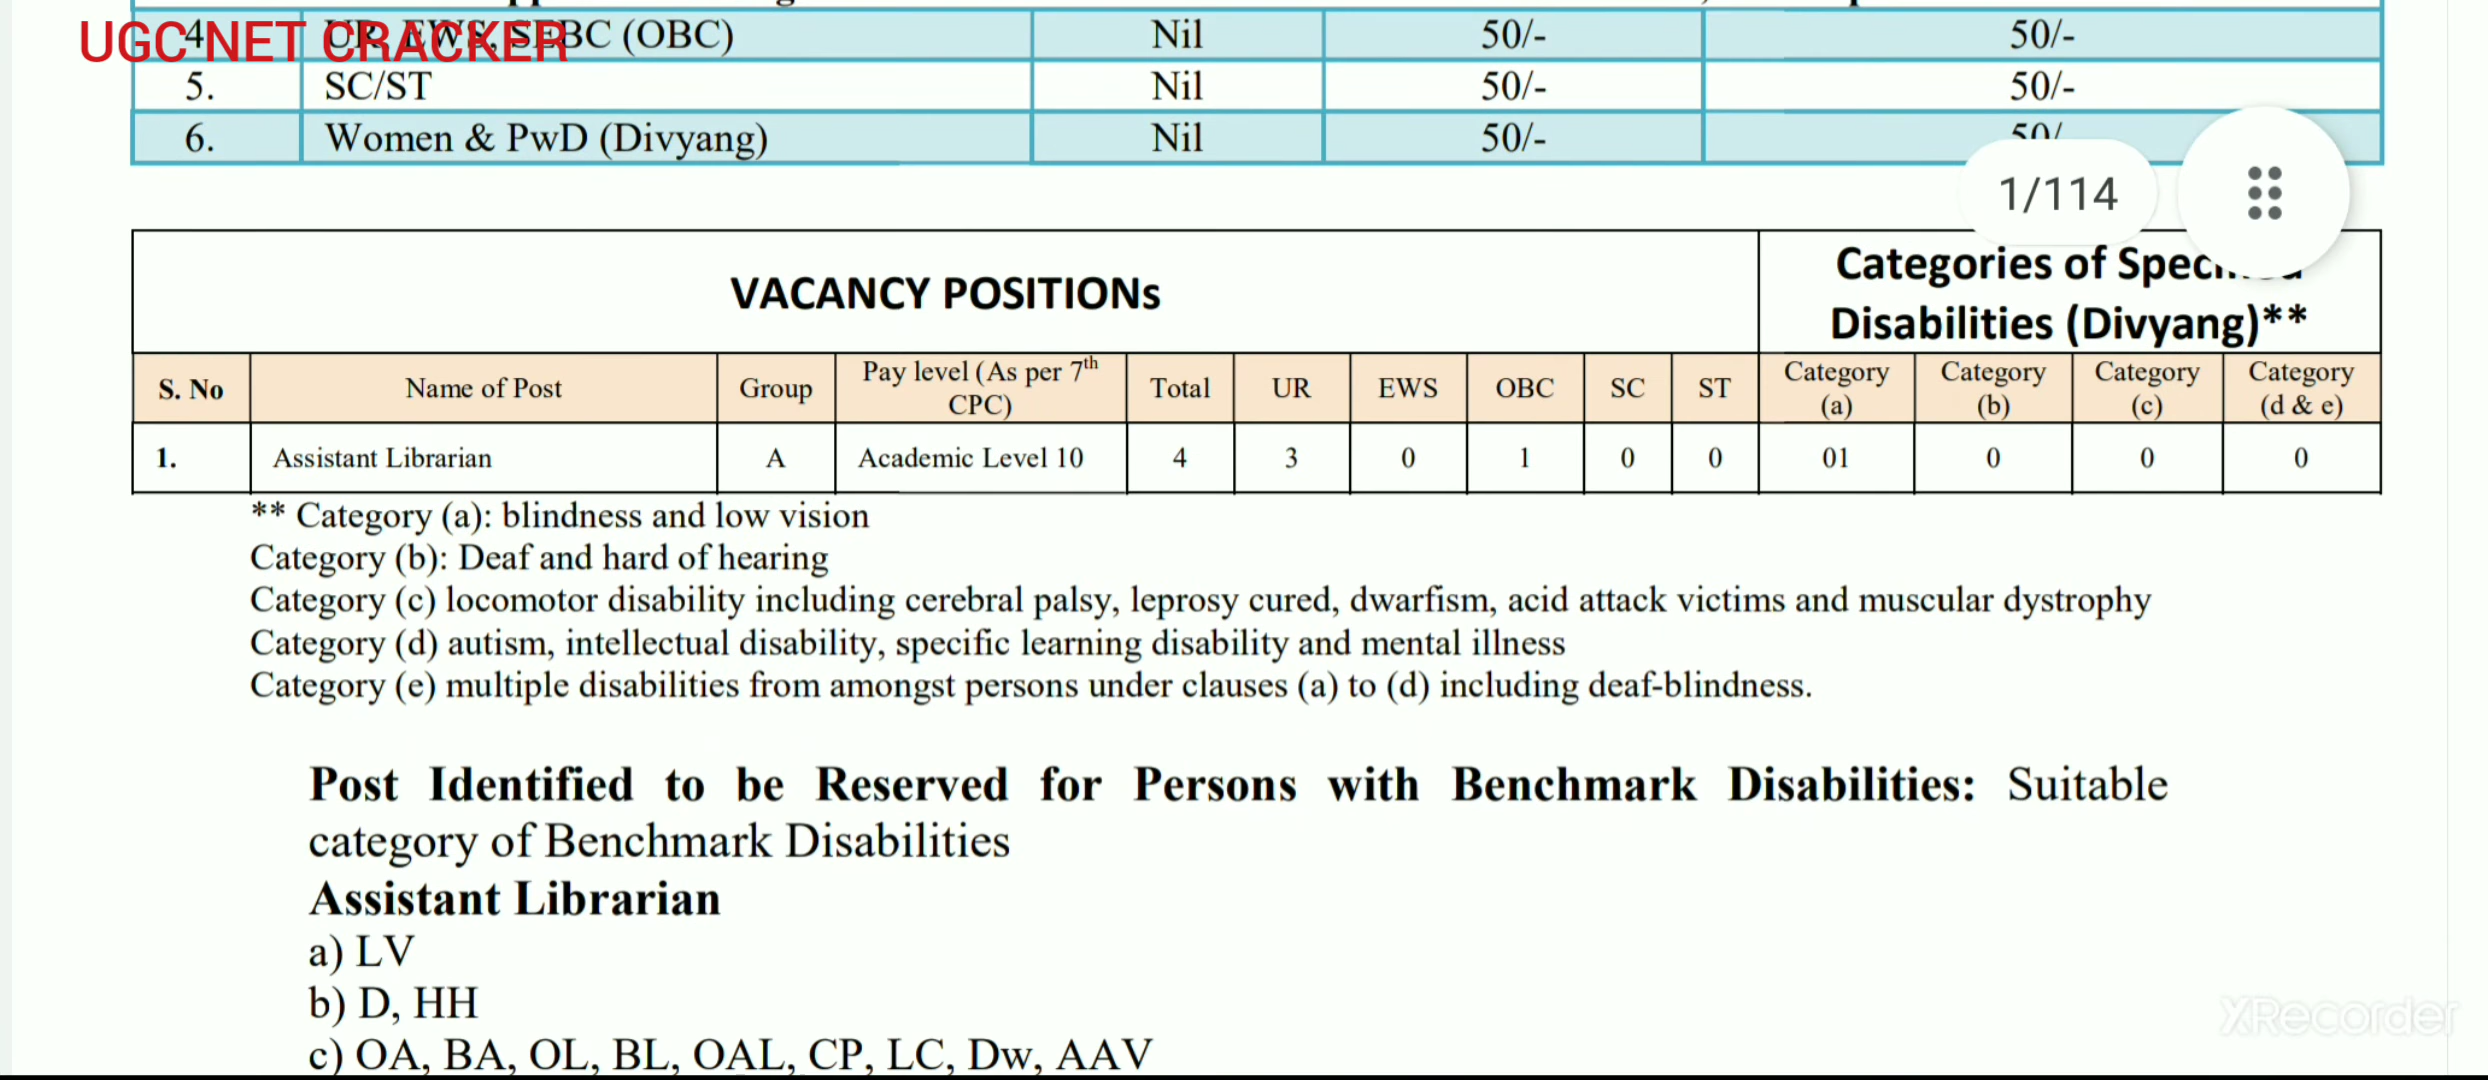 UGC NET CRACKER
4. UR, EWS, SEBC (OBC) Nil 50/- 50/-
5. SC/ST Nil 50/- 50/-
6. Women & PwD (Divyang) Nil 50/- 50/
1/114
VACANCY POSITIONs
Categories of
Disabilities (Divyang)**
S. No Name of Post Group Pay level (As per 7th CPC) Total UR EWS OBC SC ST Category (a) Category (b) Category (c) Category (d & e)
1. Assistant Librarian A Academic Level 10 4 3 0 1 0 0 01 0 0 0
** Category (a): blindness and low vision
Category (b): Deaf and hard of hearing
Category (c) locomotor disability including cerebral palsy, leprosy cured, dwarfism, acid attack victims and muscular dystrophy
Category (d) autism, intellectual disability, specific learning disability and mental illness
Category (e) multiple disabilities from amongst persons under clauses (a) to (d) including deaf-blindness.
Post Identified to be Reserved for Persons with Benchmark Disabilities: Suitable
category of Benchmark Disabilities
Assistant Librarian
a) LV
b) D, HH
c) OA, BA, OL, BL, OAL, CP, LC, Dw, AAV
XRecorder